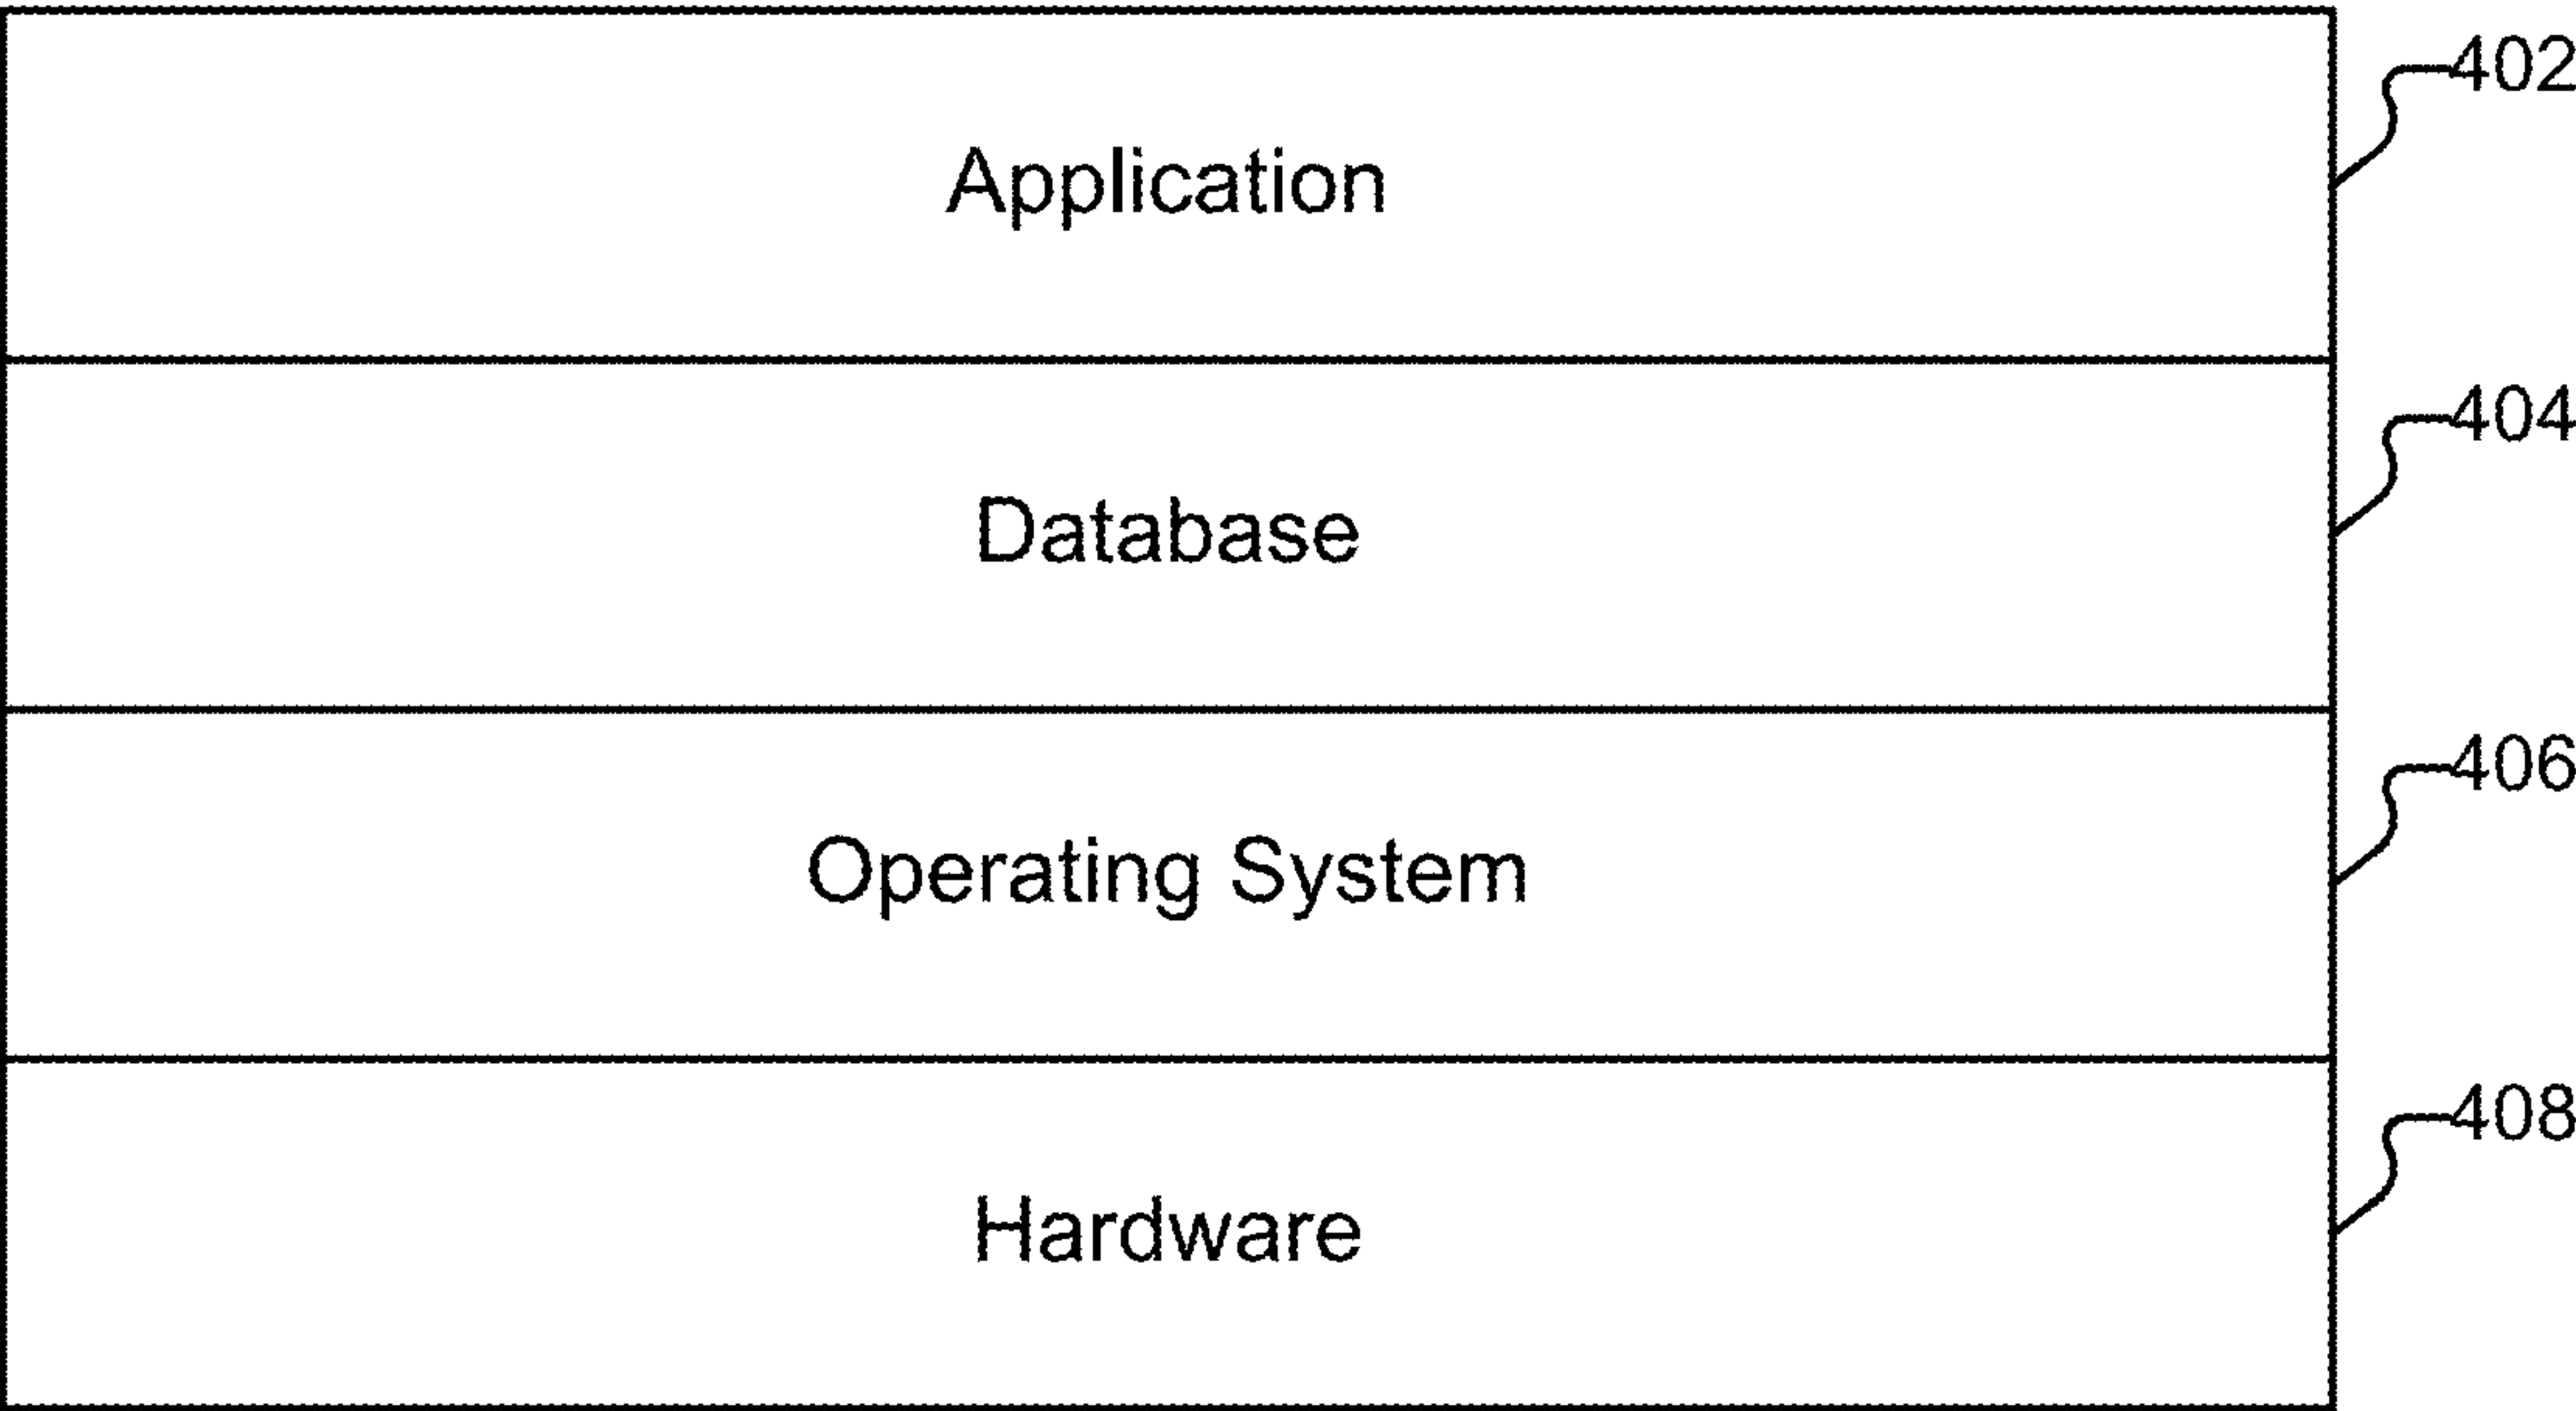 Application
402
Database
404
Operating System
406
Hardware
408